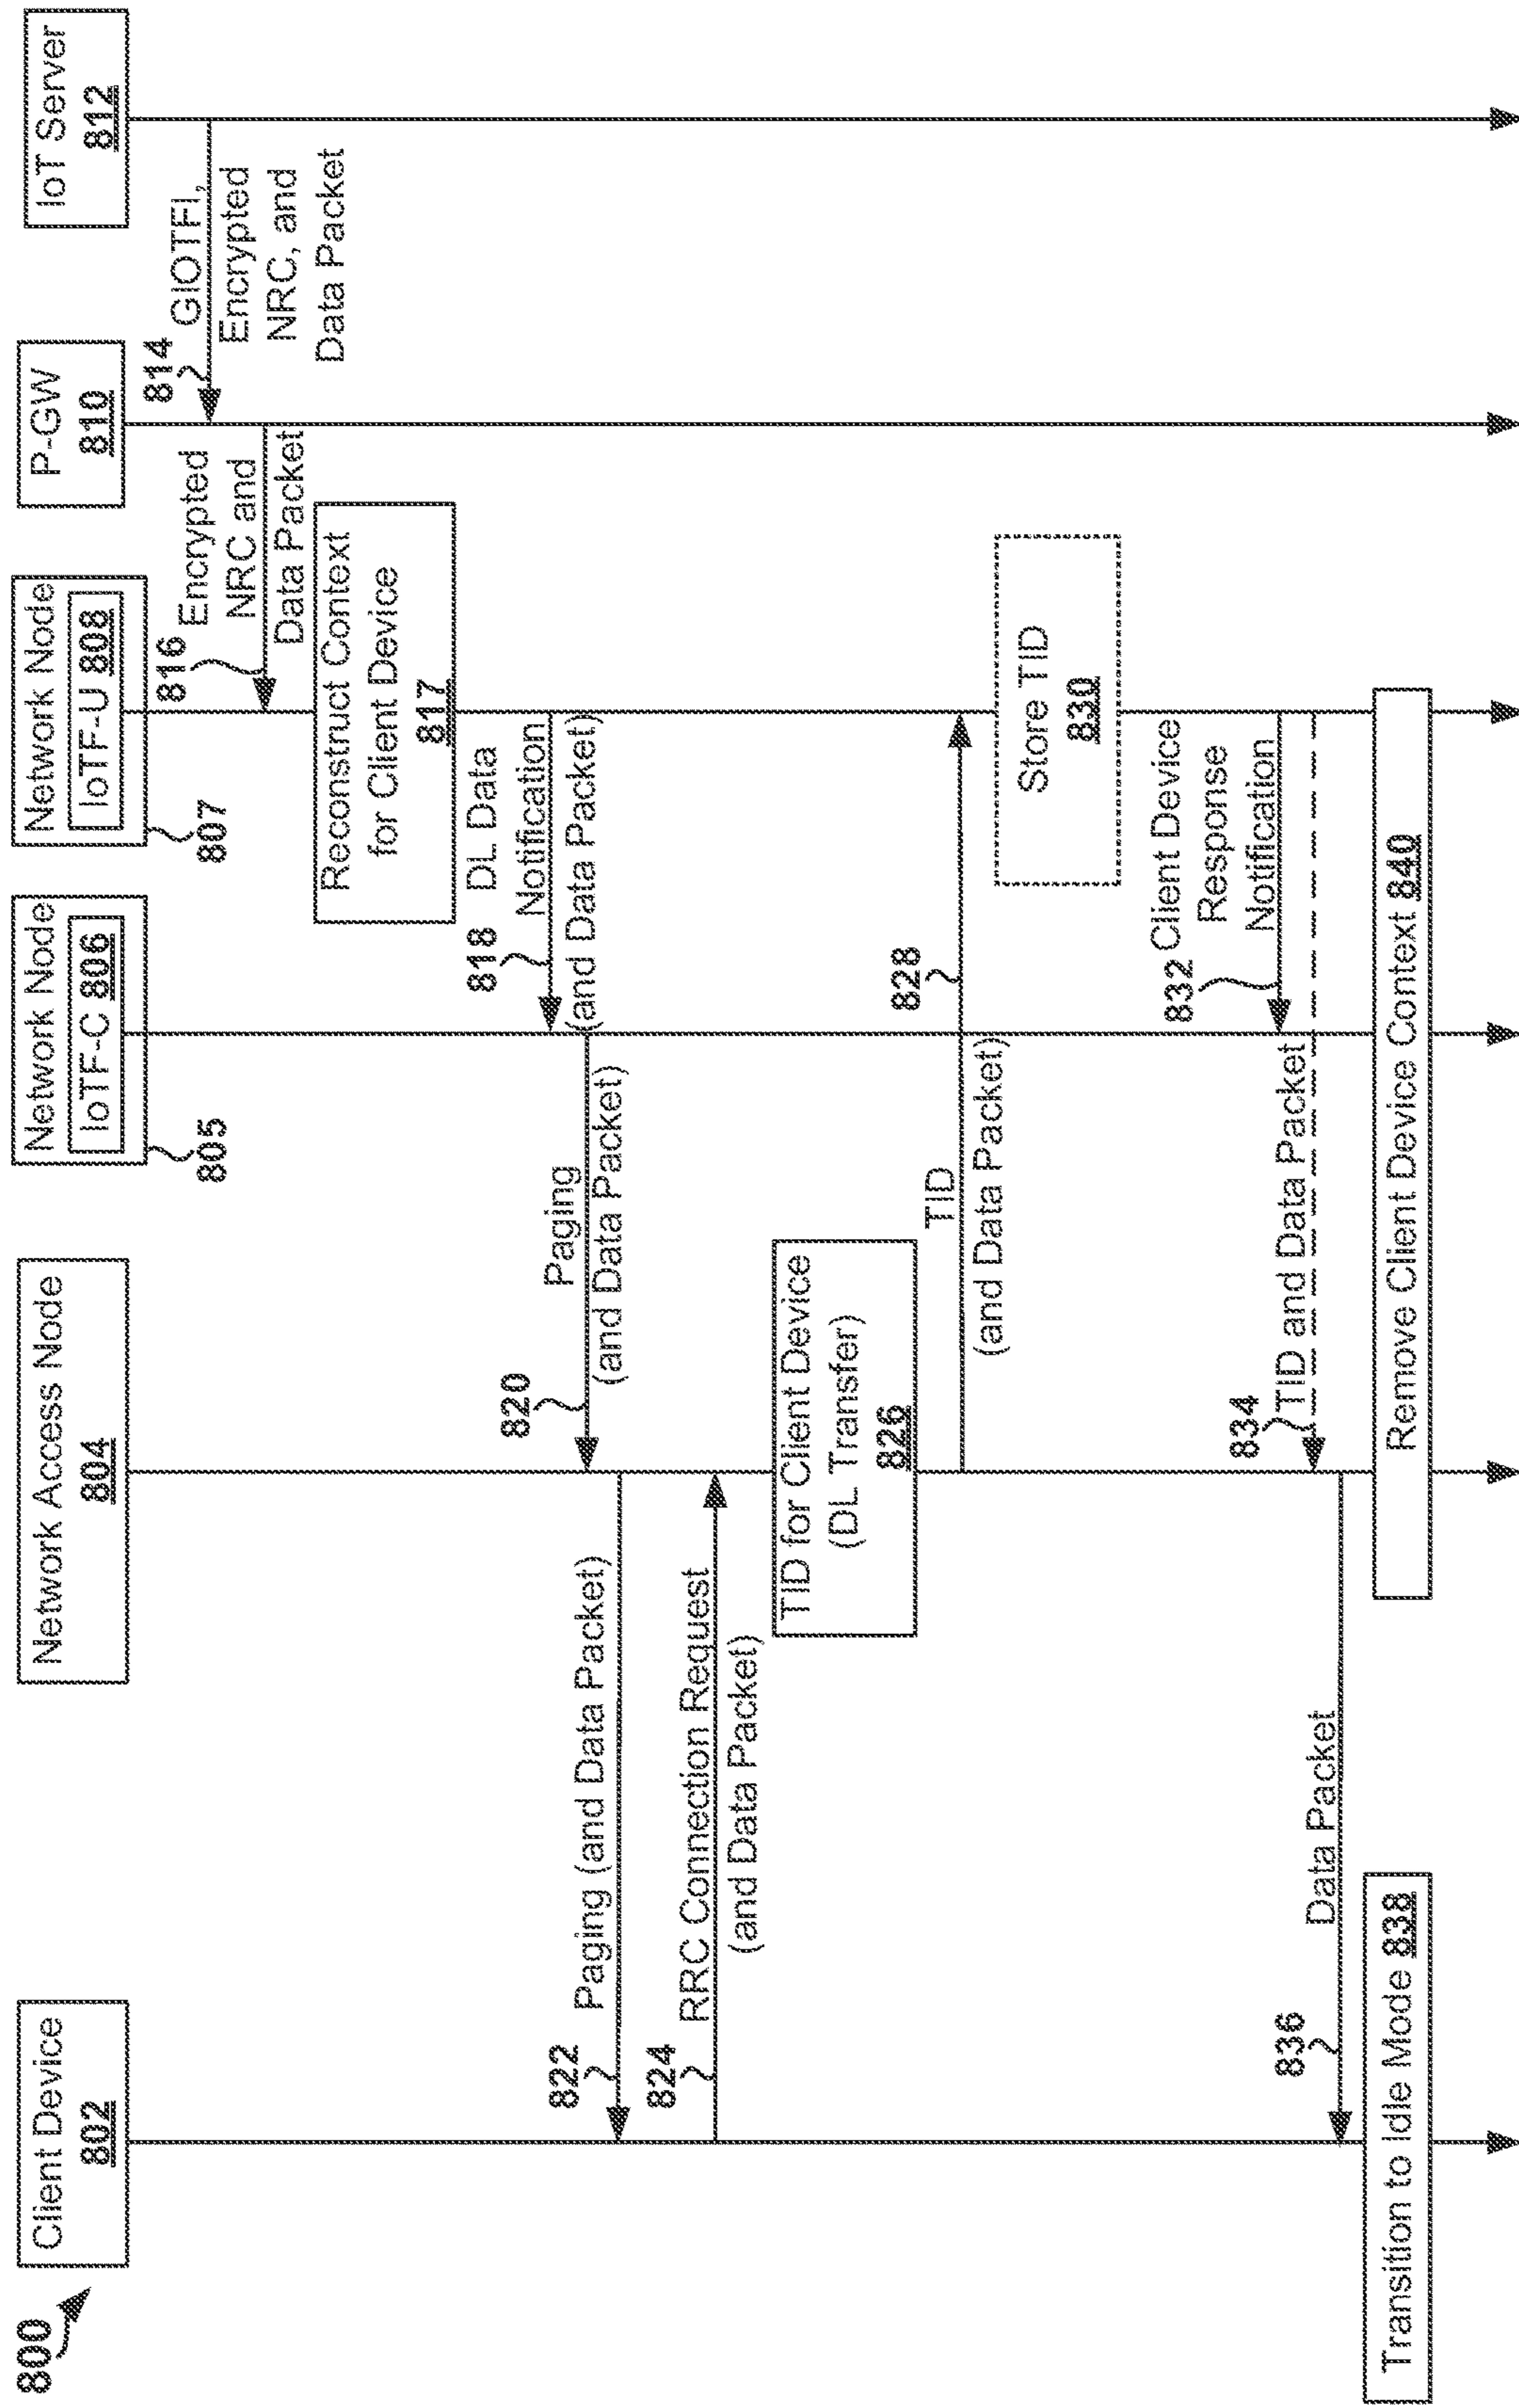 800
Client Device
802
Network Access Node
804
Network Node
IoTF-C 806
805
Network Node
IoTF-U 808
807
P-GW
810
IoT Server
812
814
GIOTFI,
Encrypted
NRC, and
Data Packet
816
Encrypted
NRC and
Data Packet
Reconstruct Context
for Client Device
817
818
DL Data
Notification
(and Data Packet)
820
Paging
(and Data Packet)
822
Paging (and Data Packet)
824
RRC Connection Request
(and Data Packet)
TID for Client Device
(DL Transfer)
826
TID
(and Data Packet)
828
Store TID
830
832
Client Device
Response
Notification
834
TID and Data Packet
836
Data Packet
Transition to Idle Mode 838
Remove Client Device Context 840